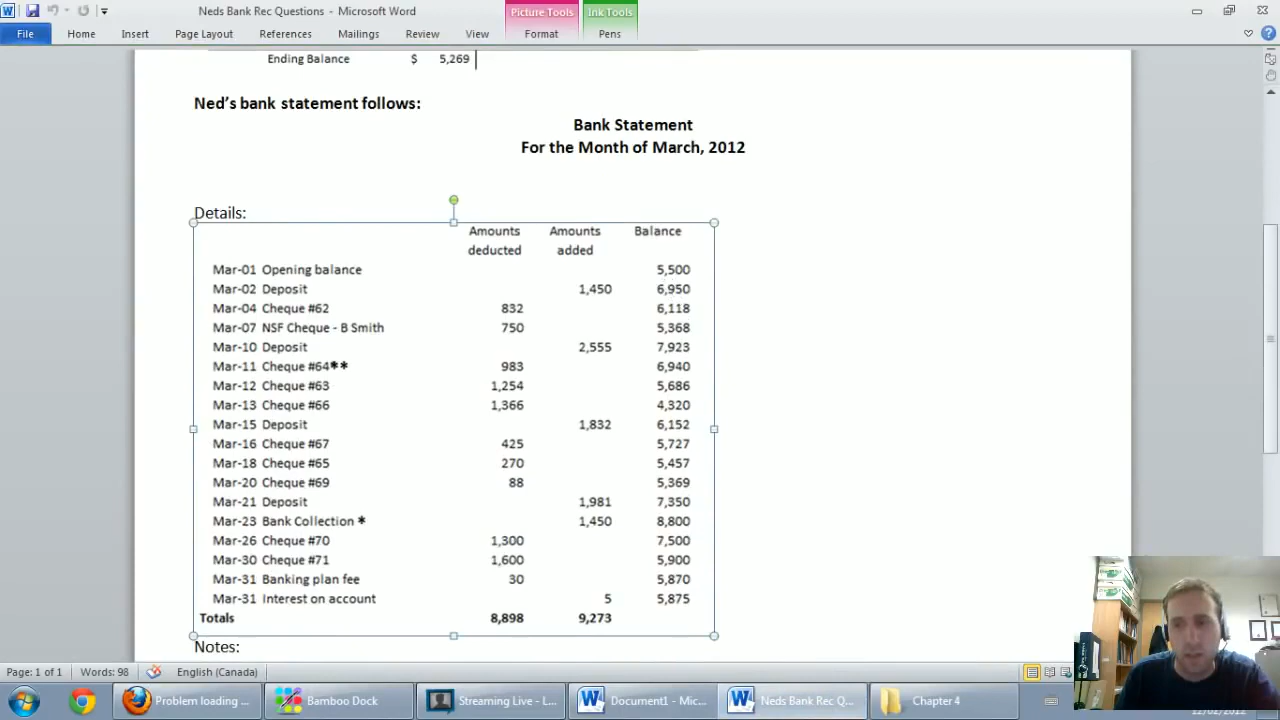 Neds Bank Rec Questions - Microsoft Word
Picture Tools
Ink Tools
File
Home
Insert
Page Layout
References
Mailings
Review
View
Format
Pens
Ending Balance $ 5,269
Ned's bank statement follows:
Bank Statement
For the Month of March, 2012
Details:
Amounts Amounts Balance
deducted added
Mar-01 Opening balance 5,500
Mar-02 Deposit 1,450 6,950
Mar-04 Cheque #62 832 6,118
Mar-07 NSF Cheque - B Smith 750 5,368
Mar-10 Deposit 2,555 7,923
Mar-11 Cheque #64** 983 6,940
Mar-12 Cheque #63 1,254 5,686
Mar-13 Cheque #66 1,366 4,320
Mar-15 Deposit 1,832 6,152
Mar-16 Cheque #67 425 5,727
Mar-18 Cheque #65 270 5,457
Mar-20 Cheque #69 88 5,369
Mar-21 Deposit 1,981 7,350
Mar-23 Bank Collection * 1,450 8,800
Mar-26 Cheque #70 1,300 7,500
Mar-30 Cheque #71 1,600 5,900
Mar-31 Banking plan fee 30 5,870
Mar-31 Interest on account 5 5,875
Totals 8,898 9,273
Notes:
Page: 1 of 1
Words: 98
English (Canada)
Problem loading ...
Bamboo Dock
Streaming Live - L...
Document1 - Mic...
Neds Bank Rec Q...
Chapter 4